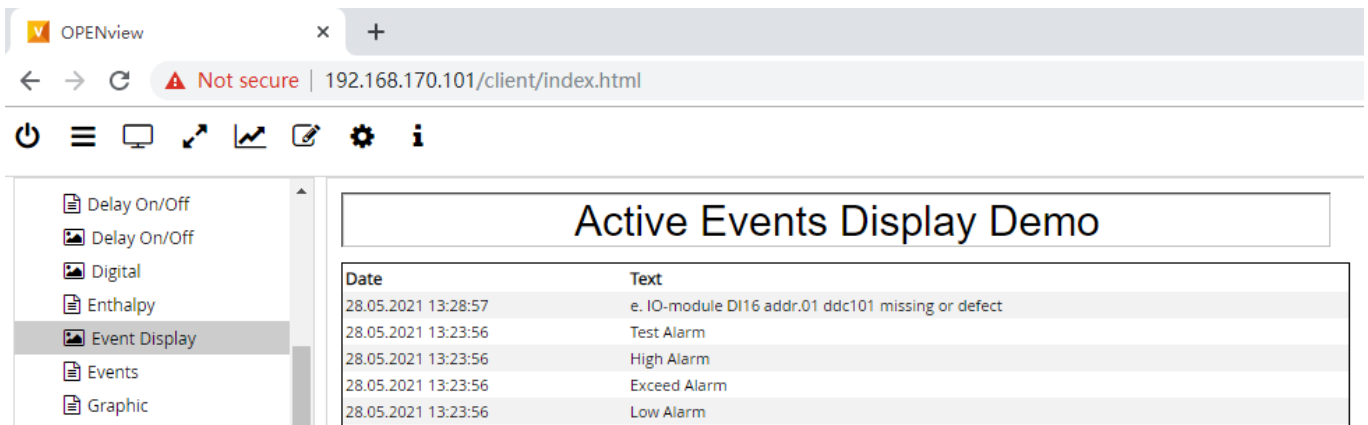 OPENview
Not secure | 192.168.170.101/client/index.html
Delay On/Off
Delay On/Off
Digital
Enthalpy
Event Display
Events
Graphic
Active Events Display Demo
Date Text
28.05.2021 13:28:57 e. IO-module DI16 addr.01 ddc101 missing or defect
28.05.2021 13:23:56 Test Alarm
28.05.2021 13:23:56 High Alarm
28.05.2021 13:23:56 Exceed Alarm
28.05.2021 13:23:56 Low Alarm